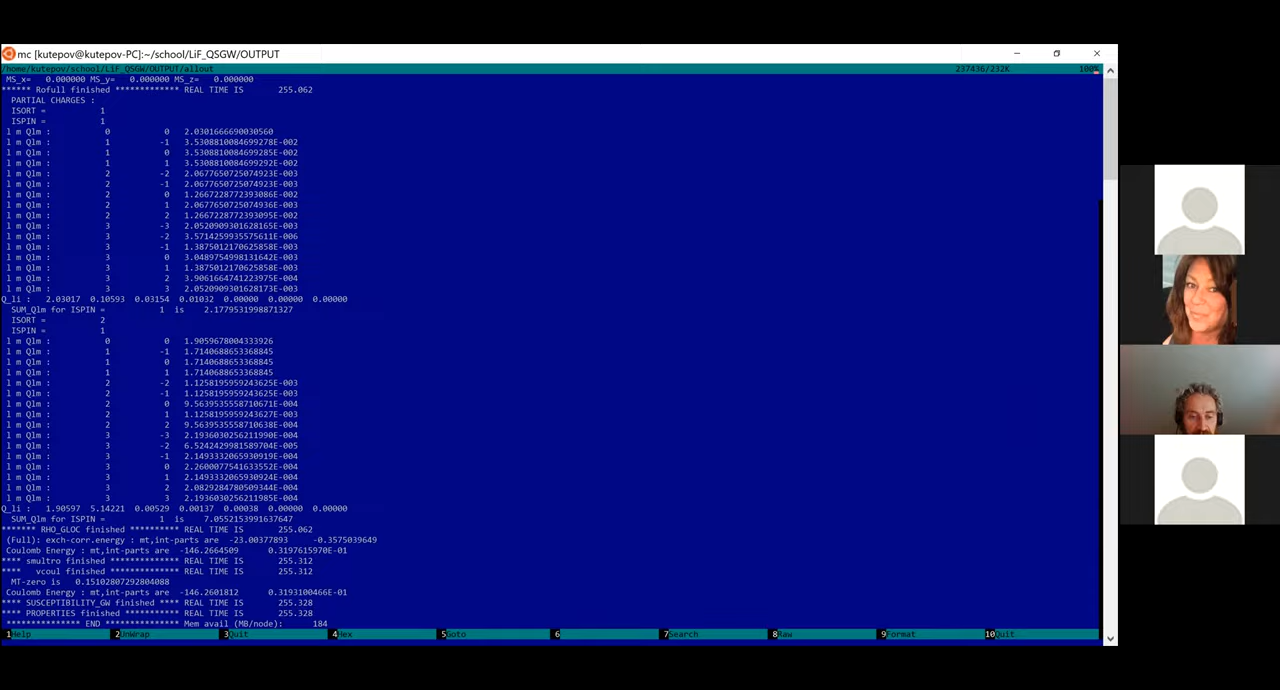 mc [kutepov@kutepov-PC]:~/school/LiF_QSGW/OUTPUT
/home/kutepov/school/LiF_QSGW/OUTPUT/allout 237436/232K 100%
MS_x= 0.000000 MS_y= 0.000000 MS_z= 0.000000
****** Rofull finished ************* REAL TIME IS 255.062
PARTIAL CHARGES :
ISORT = 1
ISPIN = 1
l m Qlm : 0 0 2.0301666690030560
l m Qlm : 1 -1 3.5308810084699278E-002
l m Qlm : 1 0 3.5308810084699285E-002
l m Qlm : 1 1 3.5308810084699292E-002
l m Qlm : 2 -2 2.0677650725074923E-003
l m Qlm : 2 -1 2.0677650725074923E-003
l m Qlm : 2 0 1.2667228772393086E-002
l m Qlm : 2 1 2.0677650725074936E-003
l m Qlm : 2 2 1.2667228772393095E-002
l m Qlm : 3 -3 2.0520909301628165E-003
l m Qlm : 3 -2 3.5714259935575611E-006
l m Qlm : 3 -1 1.3875012170625858E-003
l m Qlm : 3 0 3.0489754998131642E-003
l m Qlm : 3 1 1.3875012170625858E-003
l m Qlm : 3 2 3.9061664741223975E-004
l m Qlm : 3 3 2.0520909301628173E-003
Q_li : 2.03017 0.10593 0.03154 0.01032 0.00000 0.00000 0.00000
SUM_Qlm for ISPIN = 1 is 2.1779531998871327
ISORT = 2
ISPIN = 1
l m Qlm : 0 0 1.9059678004333926
l m Qlm : 1 -1 1.7140688653368845
l m Qlm : 1 0 1.7140688653368845
l m Qlm : 1 1 1.7140688653368845
l m Qlm : 2 -2 1.1258195959243625E-003
l m Qlm : 2 -1 1.1258195959243625E-003
l m Qlm : 2 0 9.5639535558710671E-004
l m Qlm : 2 1 1.1258195959243627E-003
l m Qlm : 2 2 9.5639535558710638E-004
l m Qlm : 3 -3 2.1936030256211990E-004
l m Qlm : 3 -2 6.5242429981589704E-005
l m Qlm : 3 -1 2.1493332065930919E-004
l m Qlm : 3 0 2.2600077541633552E-004
l m Qlm : 3 1 2.1493332065930924E-004
l m Qlm : 3 2 2.0829284780509344E-004
l m Qlm : 3 3 2.1936030256211985E-004
Q_li : 1.90597 5.14221 0.00529 0.00137 0.00038 0.00000 0.00000
SUM_Qlm for ISPIN = 1 is 7.0552153991637647
******* RHO_GLOC finished ********** REAL TIME IS 255.062
(Full): exch-corr.energy : mt,int-parts are -23.00377893 -0.3575039649
Coulomb Energy : mt,int-parts are -146.2664509 0.3197615970E-01
**** smultro finished ************** REAL TIME IS 255.312
**** vcoul finished ************** REAL TIME IS 255.312
MT-zero is 0.15102807292804088
Coulomb Energy : mt,int-parts are -146.2601812 0.3193100466E-01
**** SUSCEPTIBILITY_GW finished **** REAL TIME IS 255.328
**** PROPERTIES finished *********** REAL TIME IS 255.328
*************** END *************** Mem avail (MB/node): 184
1Help 2UnWrap 3Quit 4Hex 5Goto 6 7Search 8Raw 9Format 10Quit